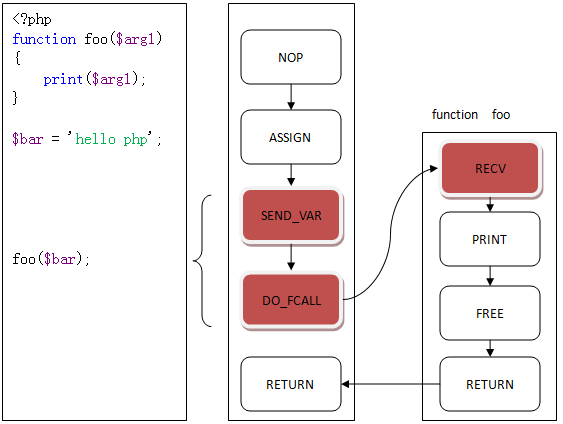 <?php
function foo($arg1)
{
    print($arg1);
}
$bar = 'hello php';
foo($bar);
NOP
ASSIGN
SEND_VAR
DO_FCALL
RETURN
function foo
RECV
PRINT
FREE
RETURN